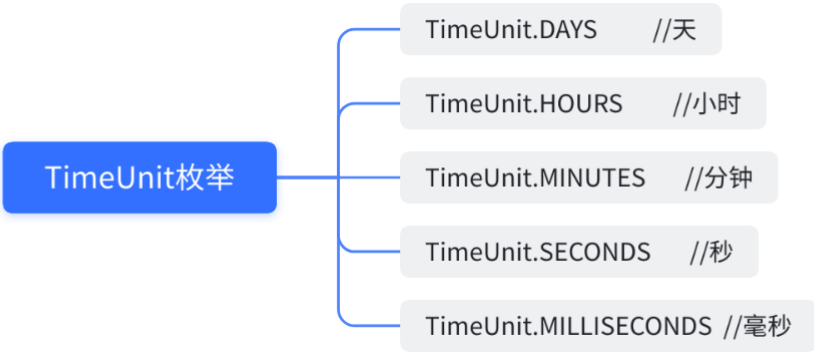 TimeUnit.DAYS //天
TimeUnit.HOURS //小时
TimeUnit枚举
TimeUnit.MINUTES //分钟
TimeUnit.SECONDS //秒
TimeUnit.MILLISECONDS //毫秒